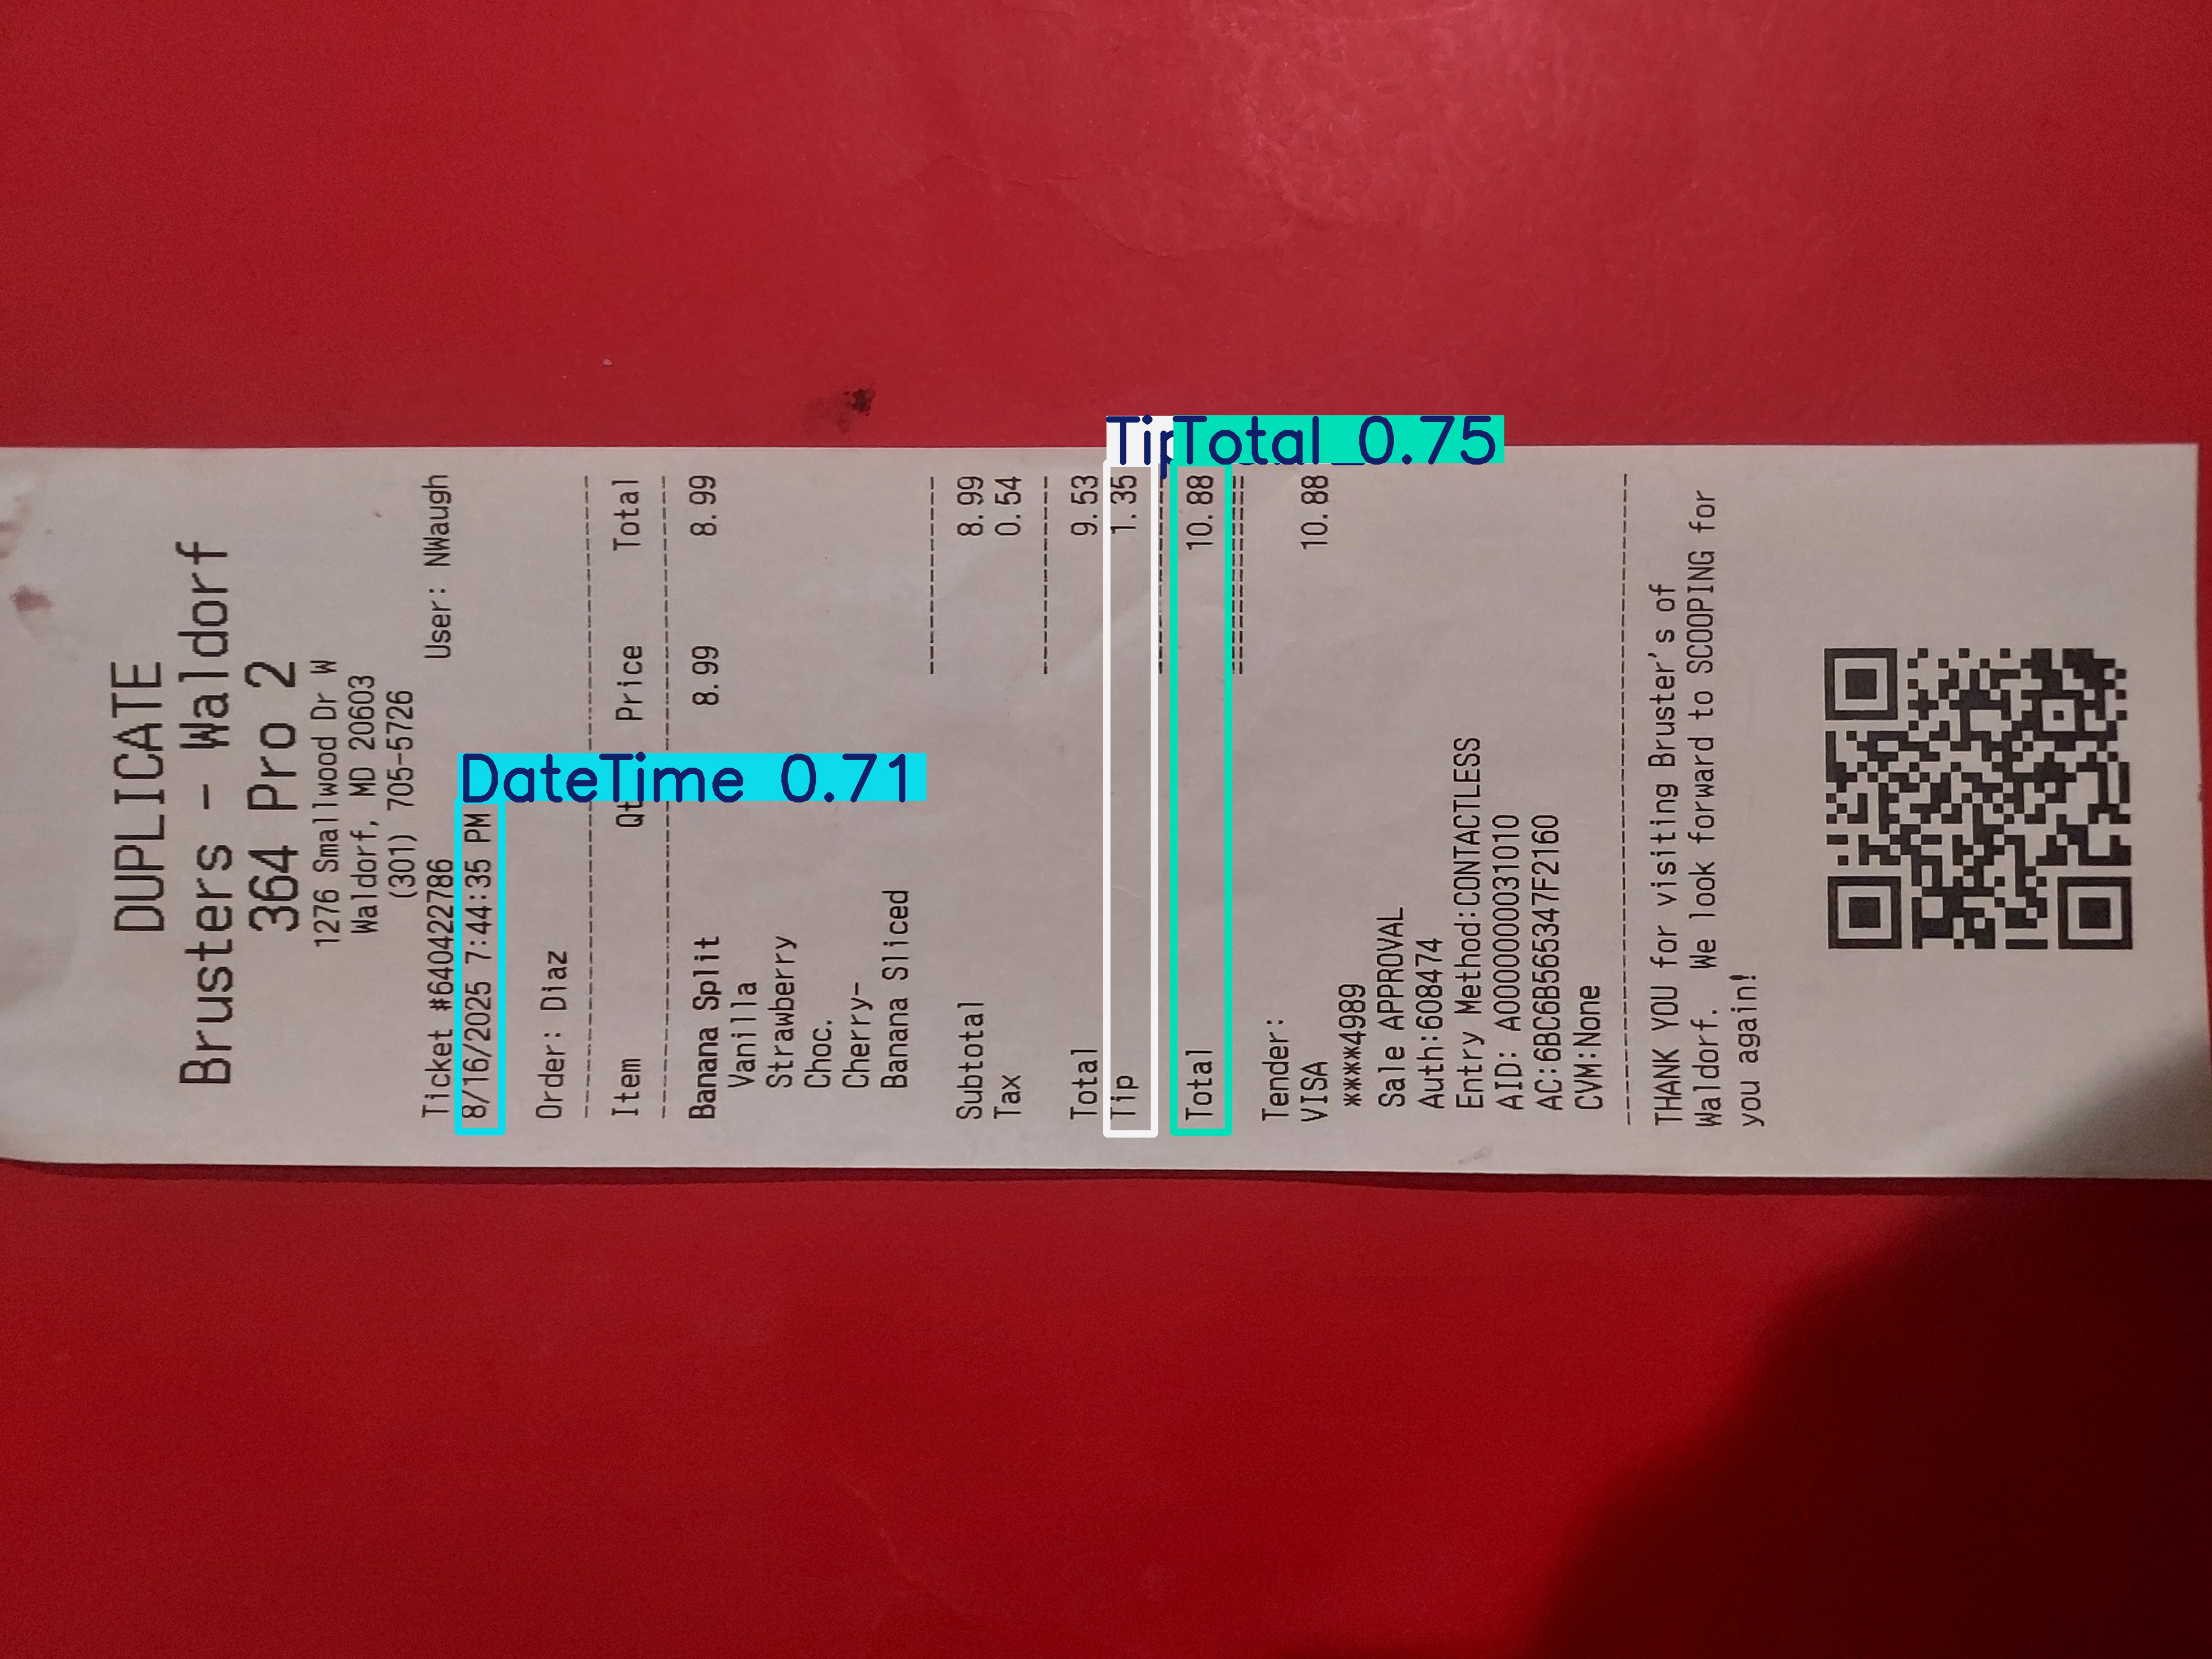 DUPLICATE
Brusters - Waldorf
364 Pro 2
1276 Smallwood Dr W
Waldorf, MD 20603
(301) 705-5726
Ticket #640422786 User: NWaugh
8/16/2025 7:44:35 PM
DateTime 0.71
Order: Diaz
Item Price Total
Banana Split 8.99 8.99
Vanilla
Strawberry
Choc.
Cherry-
Banana Sliced
Subtotal 8.99
Tax 0.54
Total 9.53
Tip 1.35
Total 0.75
Total 10.88
Tender:
VISA 10.88
****4989
Sale APPROVAL
Auth:608474
Entry Method:CONTACTLESS
AID: A0000000031010
AC:6BC6B565347F2160
CVM:None
THANK YOU for visiting Bruster's of
Waldorf. We look forward to SCOOPING for
you again!